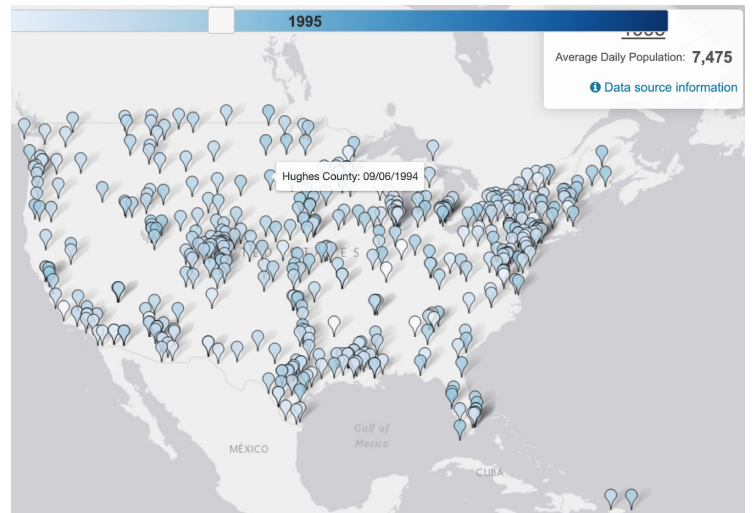 1995
Average Daily Population: 7,475
Data source information
Hughes County: 09/06/1994
Gulf of
Mexico
MÉXICO
CUBA